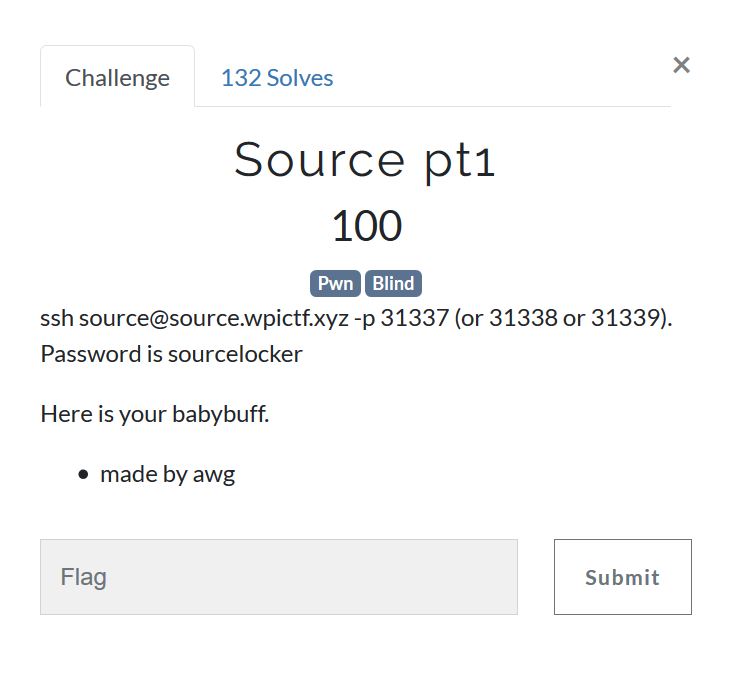 Challenge
132 Solves
×
Source pt1
100
Pwn Blind
ssh source@source.wpictf.xyz -p 31337 (or 31338 or 31339).
Password is sourcelocker
Here is your babybuff.
• made by awg
Flag
Submit